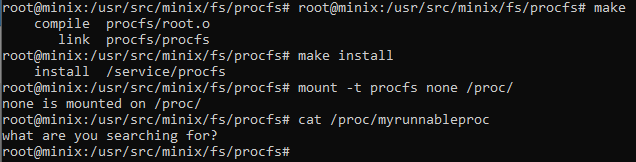 root@minix:/usr/src/minix/fs/procfs# root@minix:/usr/src/minix/fs/procfs# make
compile procfs/root.o
link procfs/procfs
root@minix:/usr/src/minix/fs/procfs# make install
install /service/procfs
root@minix:/usr/src/minix/fs/procfs# mount -t procfs none /proc/
none is mounted on /proc/
root@minix:/usr/src/minix/fs/procfs# cat /proc/myrunnableproc
what are you searching for?
root@minix:/usr/src/minix/fs/procfs#